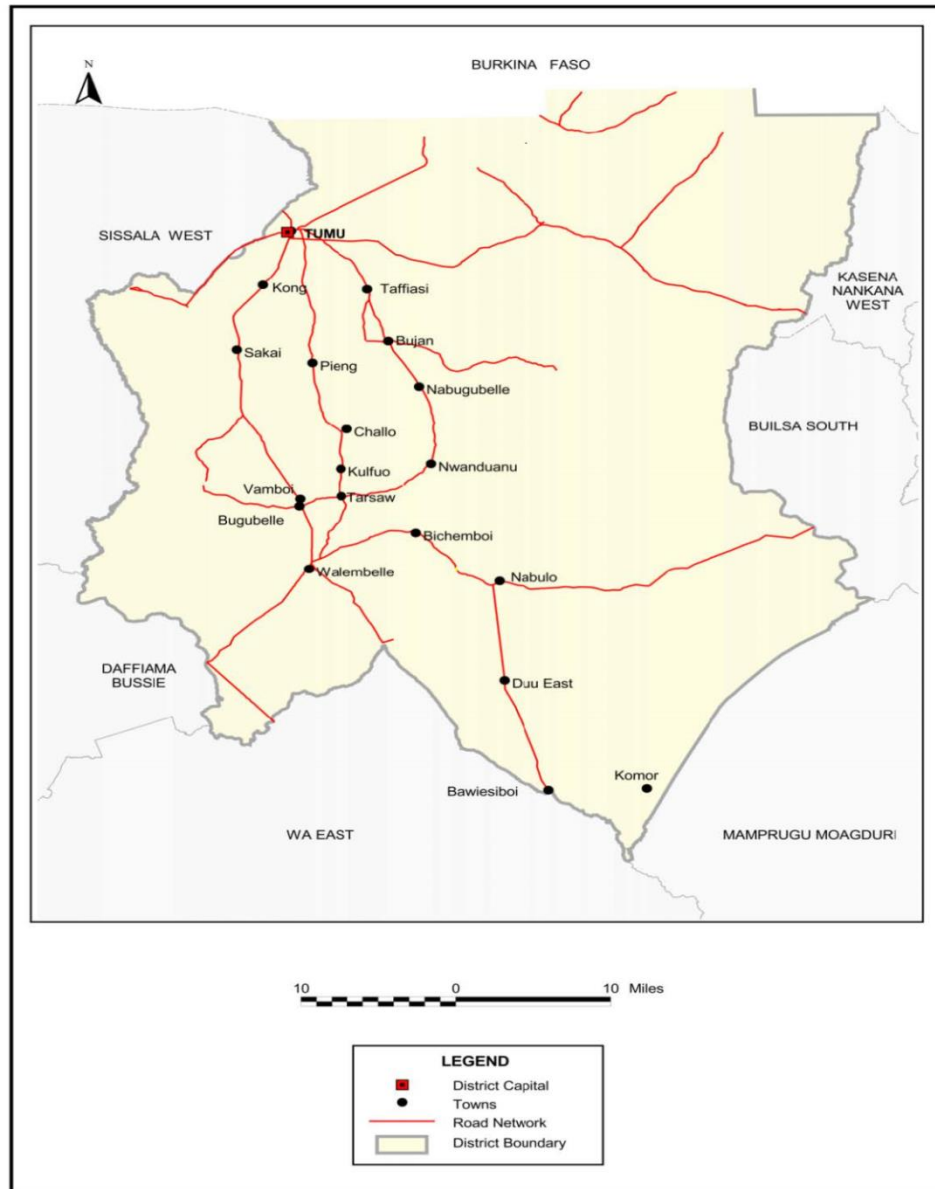 BURKINA FASO
N
SISSALA WEST
TUMU
KASENA
NANKANA
WEST
Kong
Taffiasi
Bujan
Sakai
Pieng
Nabugubelle
BUILSA SOUTH
Challo
Kulfuo
Nwanduanu
Vamboi
Tarsaw
Bugubelle
Bichemboi
Walembelle
Nabulo
DAFFIAMA
BUSSIE
Duu East
Komor
Bawiesiboi
WA EAST
MAMPRUGU MOAGDURI
10 0 10 Miles
LEGEND
District Capital
Towns
Road Network
District Boundary